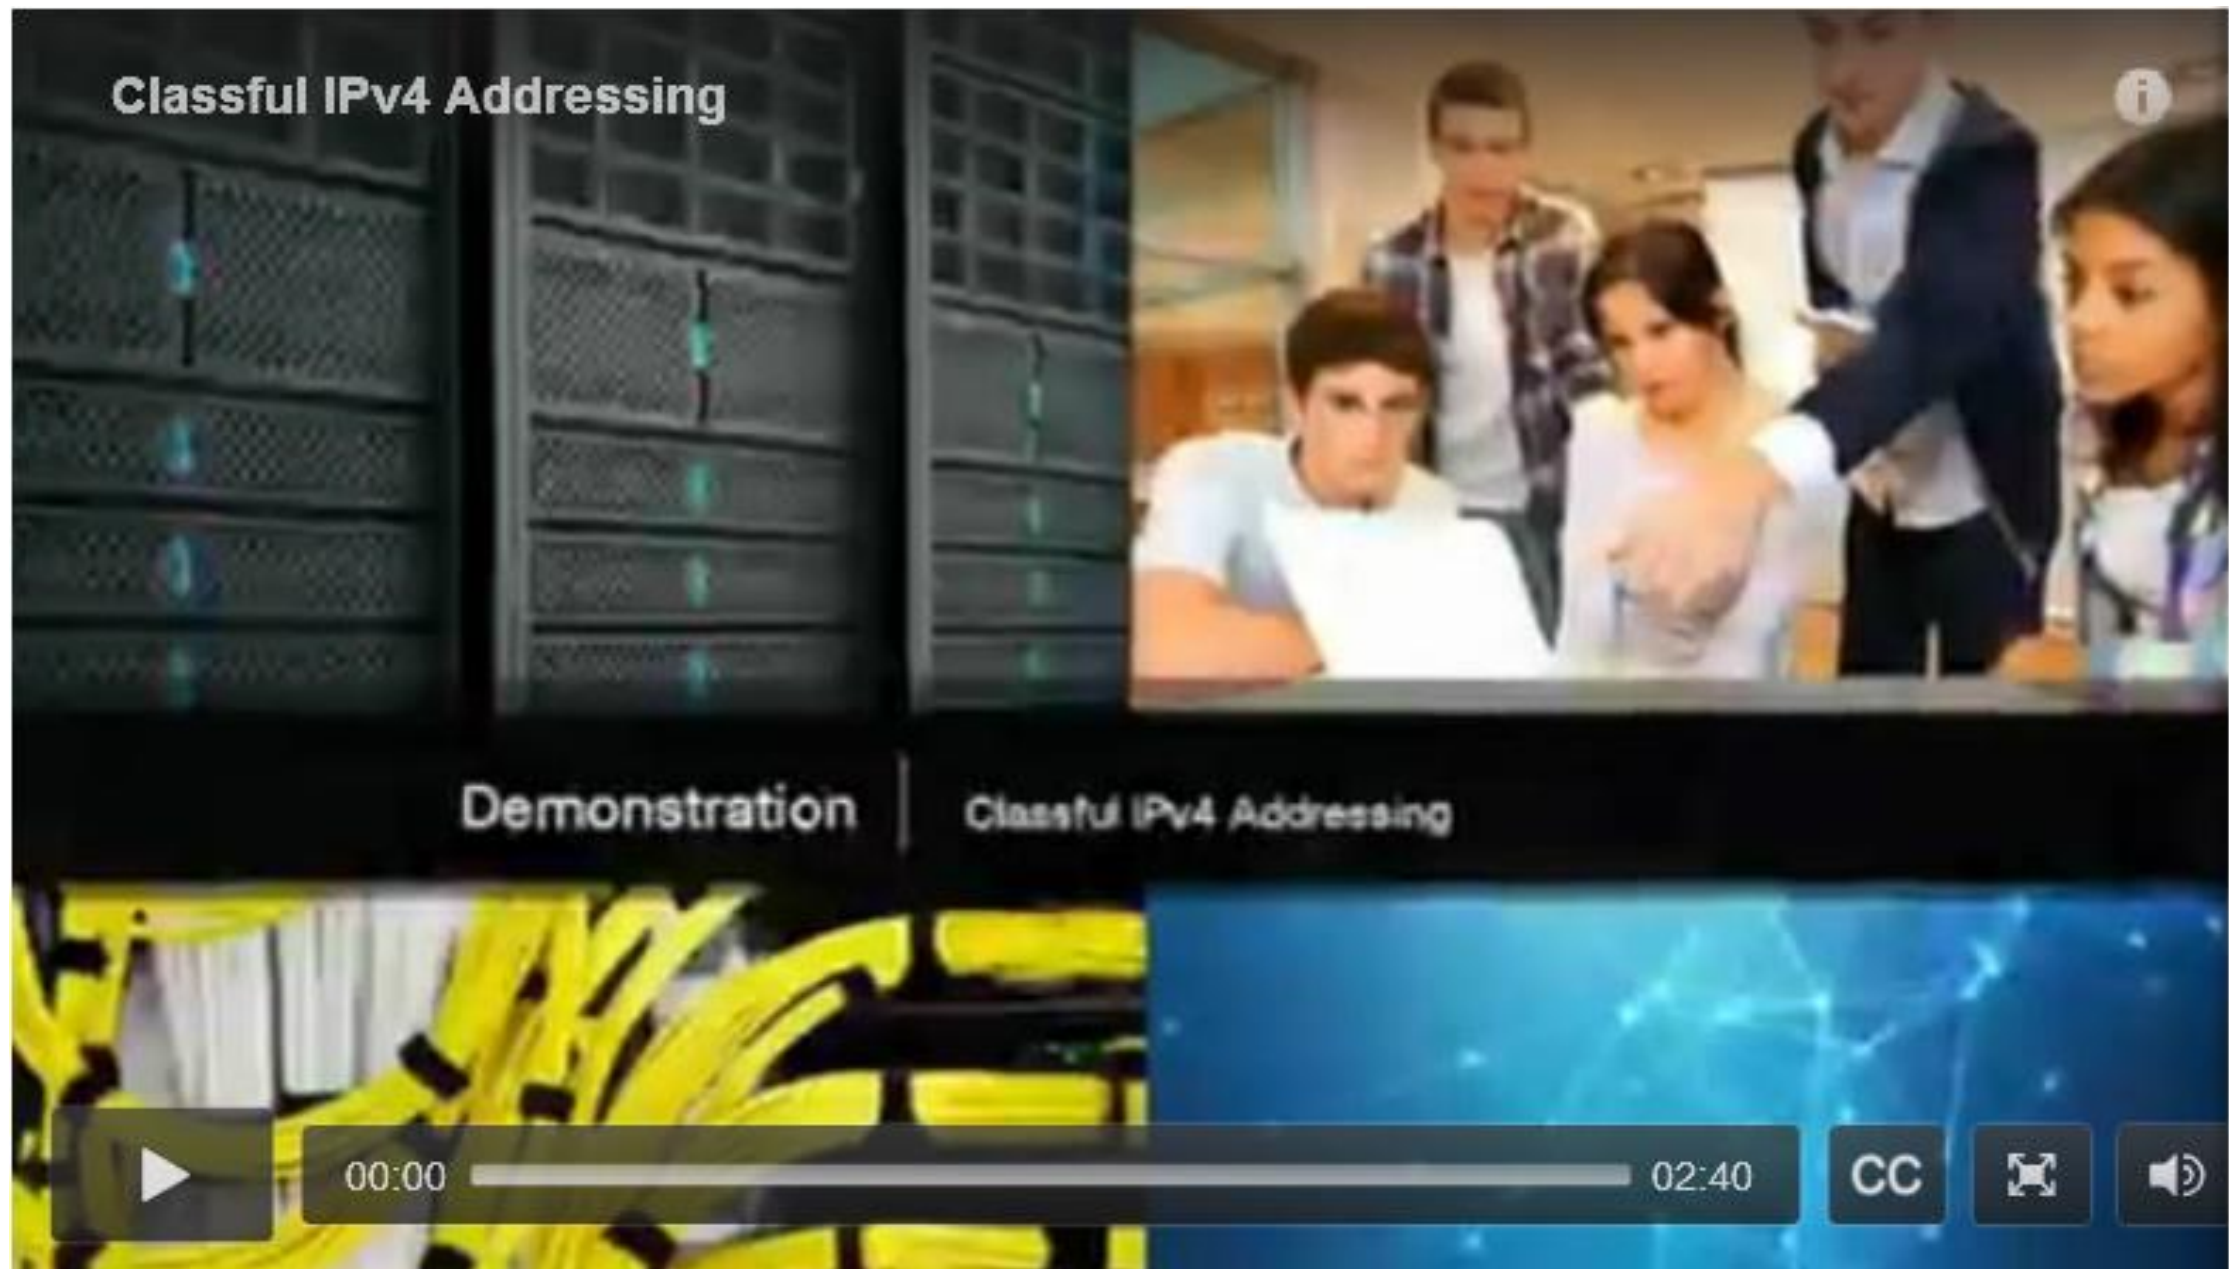 Classful IPv4 Addressing
i
Demonstration
Classful IPv4 Addressing
00:00
02:40
CC